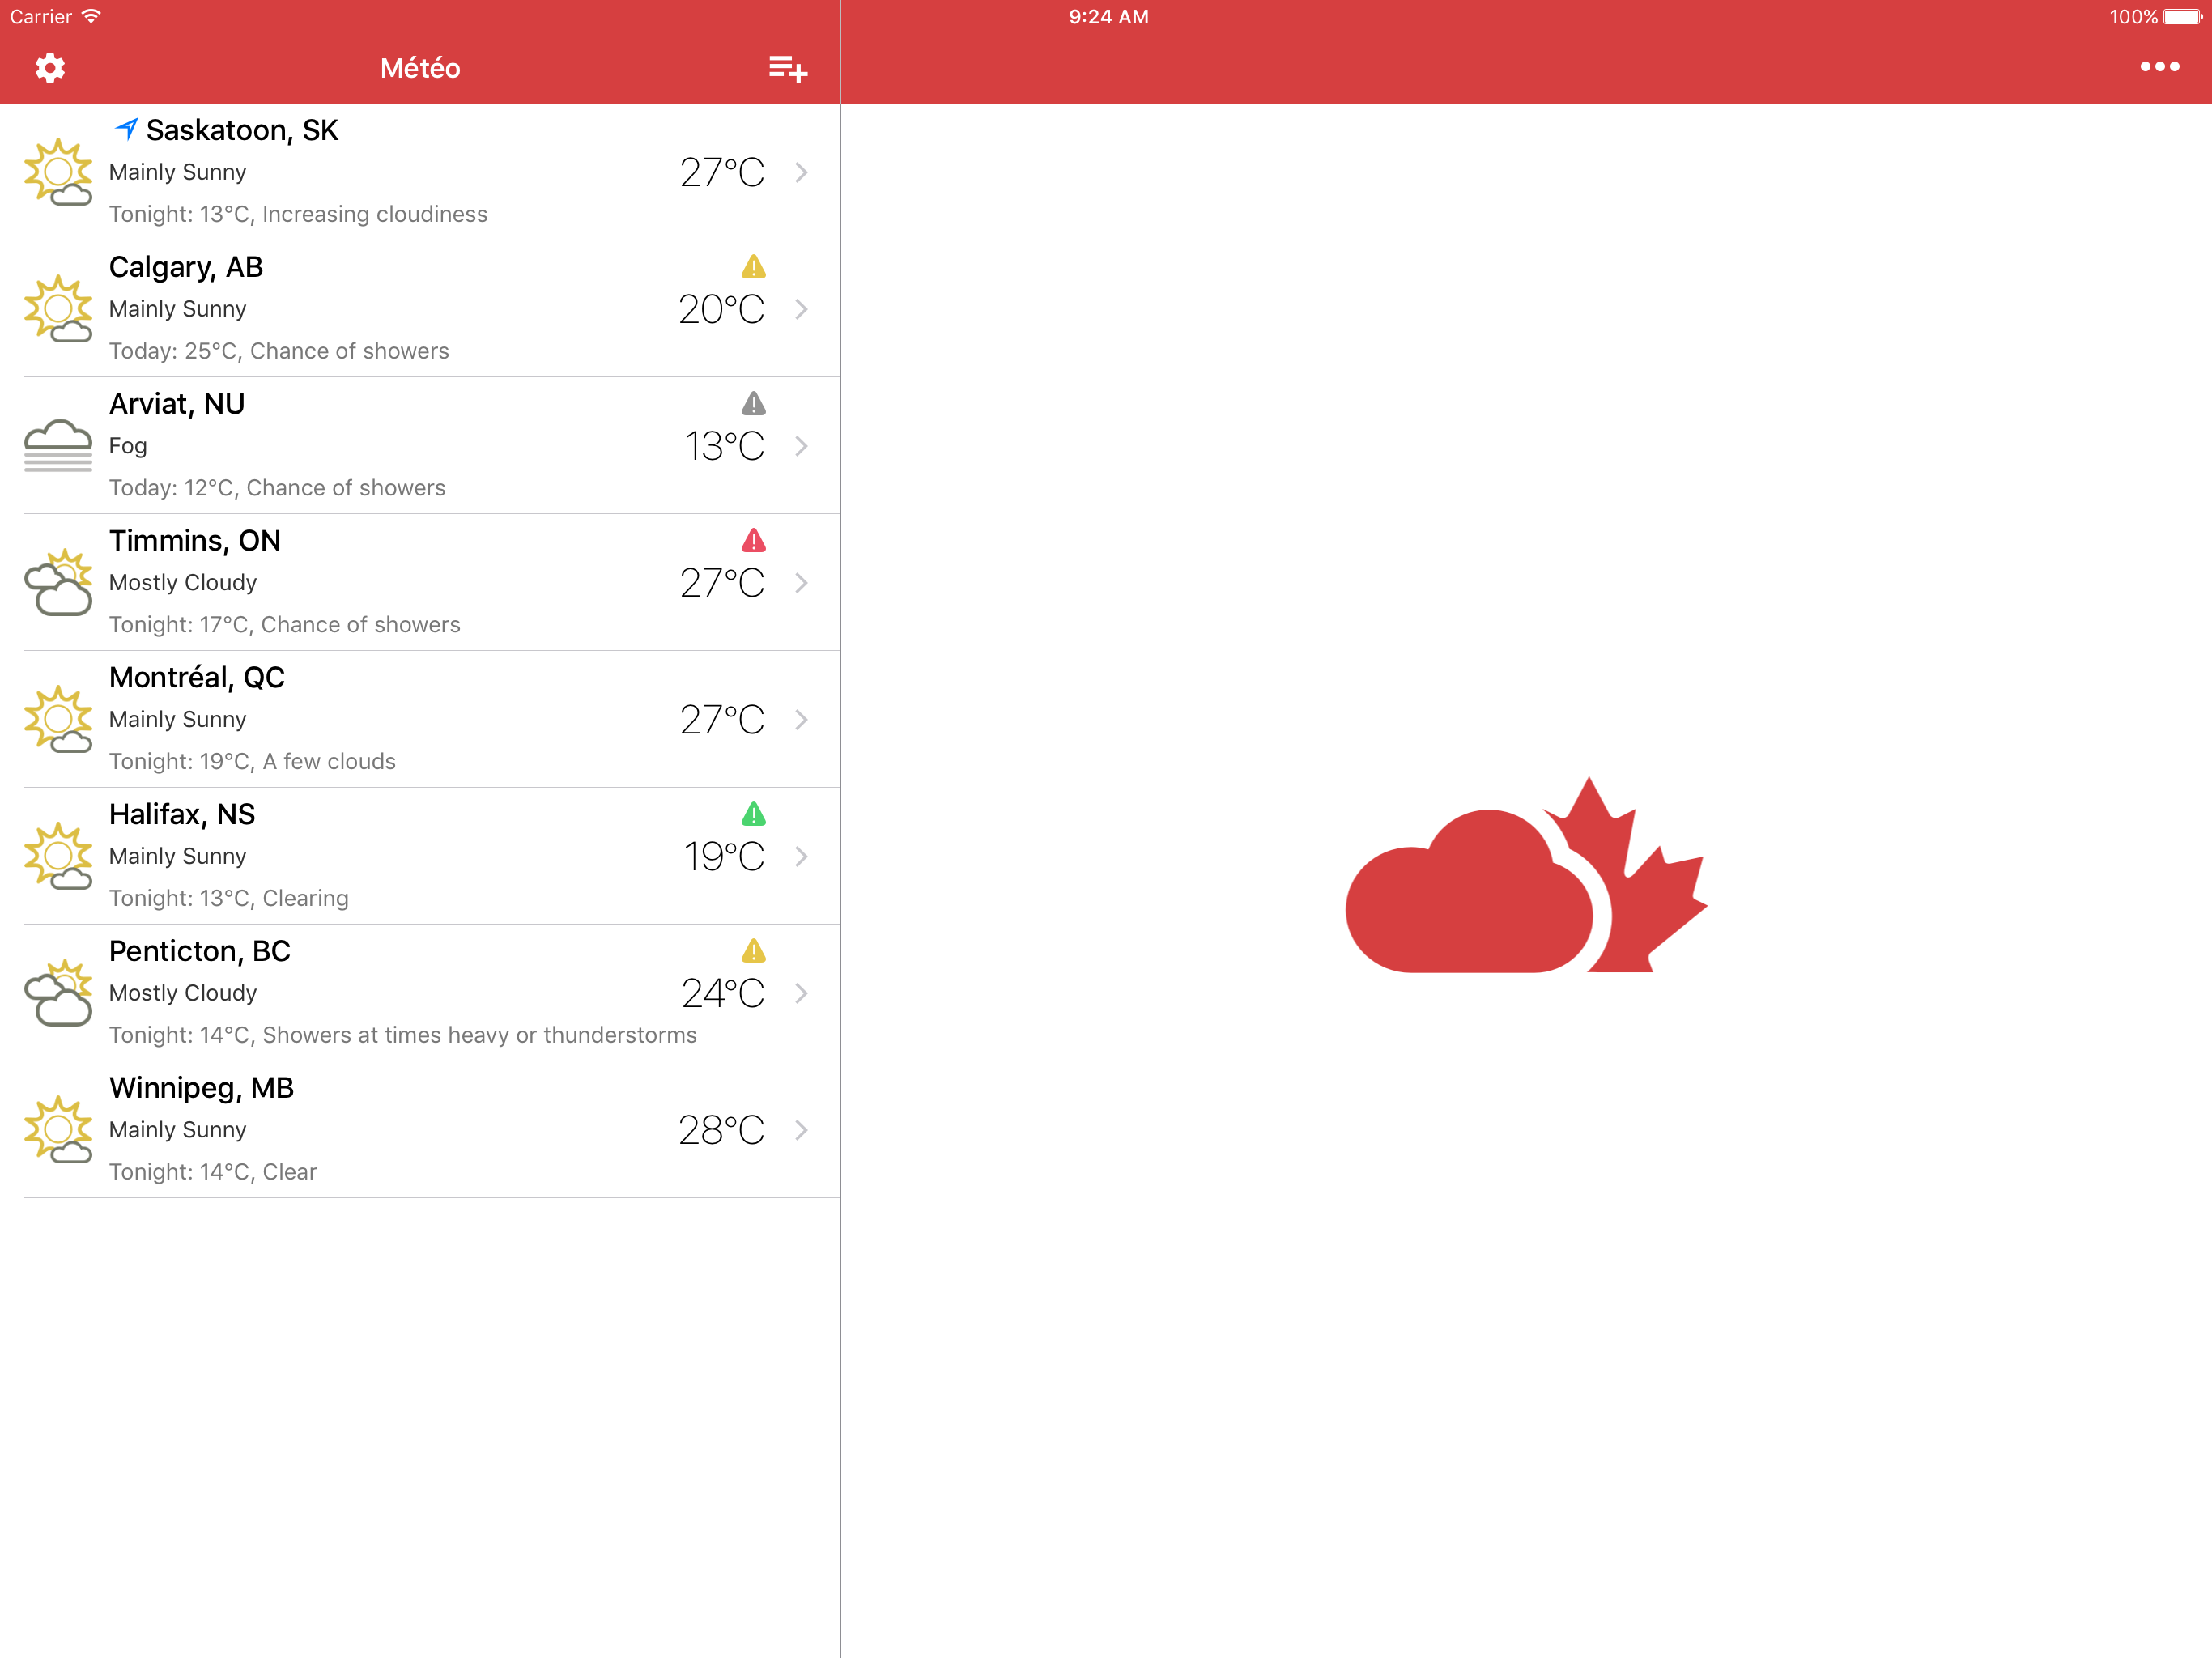 Carrier
9:24 AM
100%
Météo
Saskatoon, SK
Mainly Sunny
27°C
Tonight: 13°C, Increasing cloudiness
Calgary, AB
Mainly Sunny
20°C
Today: 25°C, Chance of showers
Arviat, NU
Fog
13°C
Today: 12°C, Chance of showers
Timmins, ON
Mostly Cloudy
27°C
Tonight: 17°C, Chance of showers
Montréal, QC
Mainly Sunny
27°C
Tonight: 19°C, A few clouds
Halifax, NS
Mainly Sunny
19°C
Tonight: 13°C, Clearing
Penticton, BC
Mostly Cloudy
24°C
Tonight: 14°C, Showers at times heavy or thunderstorms
Winnipeg, MB
Mainly Sunny
28°C
Tonight: 14°C, Clear